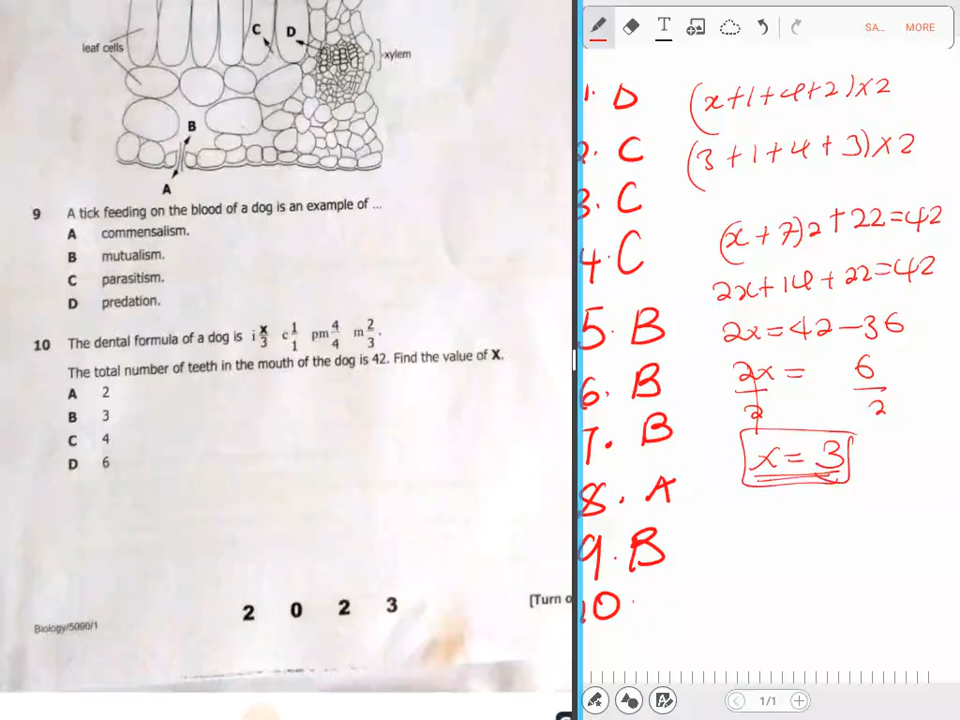 C D
leaf cells
xylem
B
A
9 A tick feeding on the blood of a dog is an example of ...
A commensalism.
B mutualism.
C parasitism.
D predation.
10 The dental formula of a dog is i x/3 c 1/1 pm 4/4 m 2/3.
The total number of teeth in the mouth of the dog is 42. Find the value of X.
A 2
B 3
C 4
D 6
2 0 2 3
[Turn o
Biology/5090/1
T
SA...
MORE
1. D
2. C
3. C
4. C
5. B
6. B
7. B
8. A
9. B
10
(x+1+4+2)×2
(3+1+4+3)×2
(x+7)2+22=42
2x+14+22=42
2x=42-36
2x/2 = 6/2
x=3
1/1